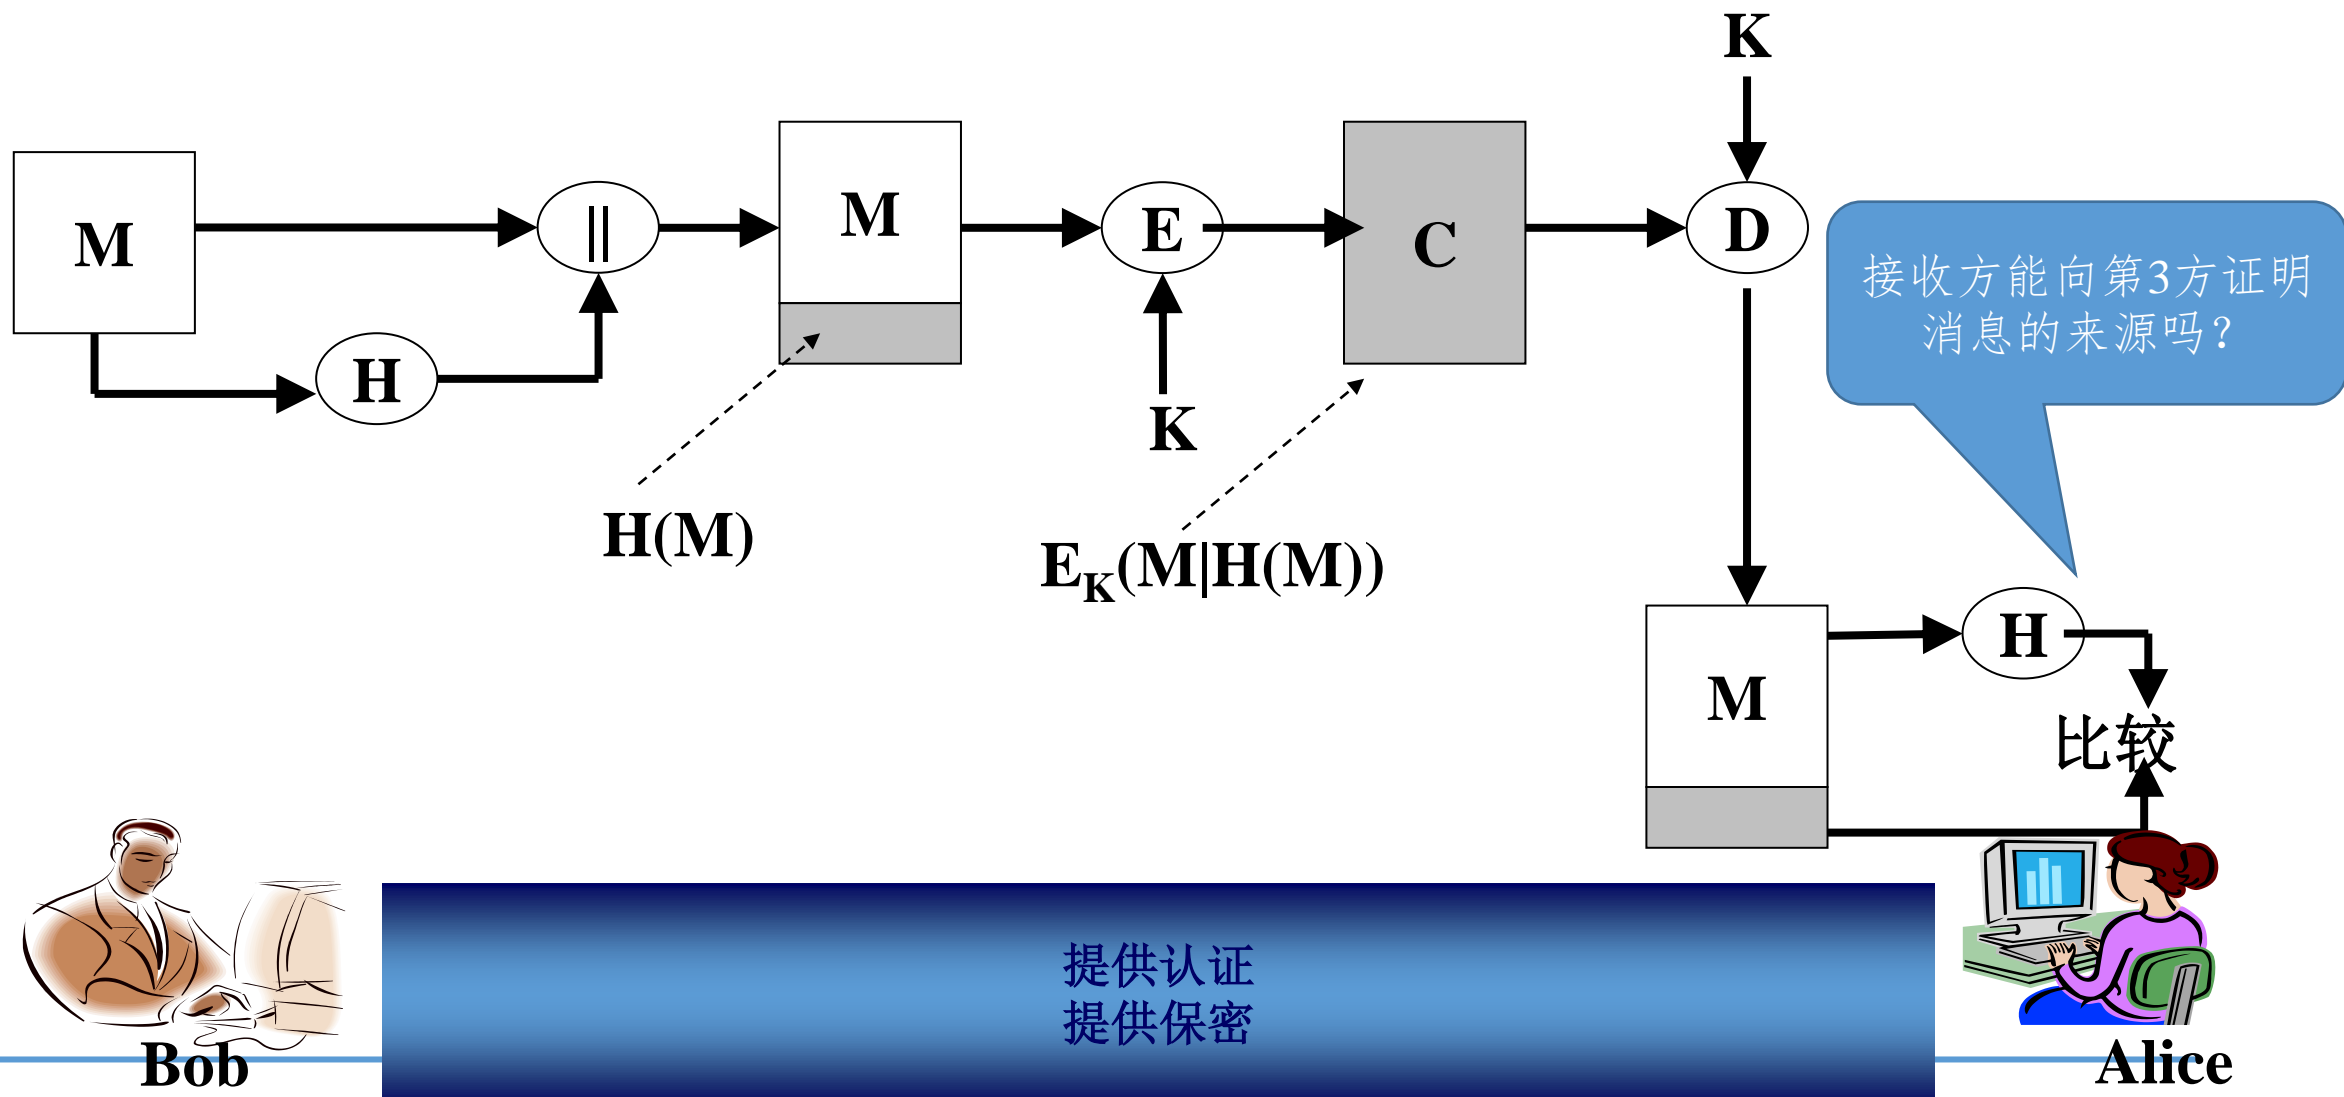 K
M
||
M
E
C
D
H
K
接收方能向第3方证明
消息的来源吗？
H(M)
E_K(M|H(M))
M
H
比较
提供认证
提供保密
Bob
Alice